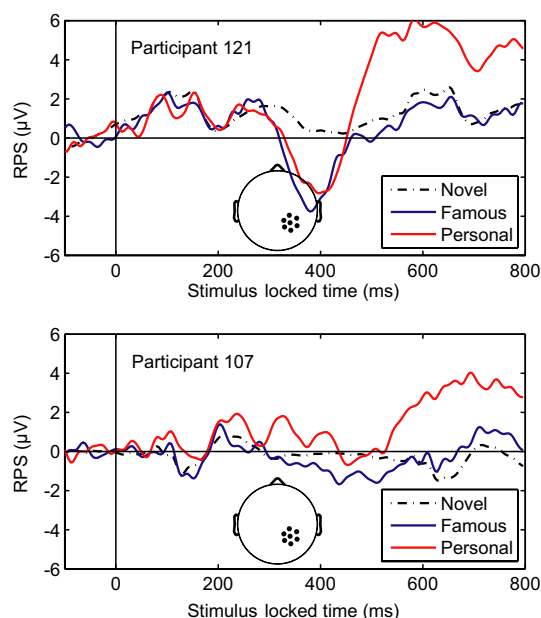 6
4
2
0
-2
-4
-6
RPS (µV)
Participant 121
Novel
Famous
Personal
0 200 400 600 800
Stimulus locked time (ms)
6
4
2
0
-2
-4
-6
RPS (µV)
Participant 107
Novel
Famous
Personal
0 200 400 600 800
Stimulus locked time (ms)